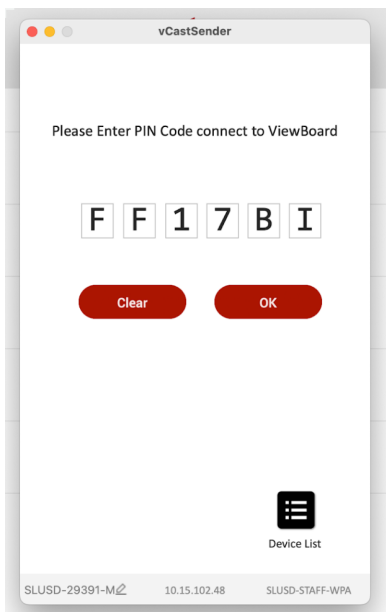 vCastSender
Please Enter PIN Code connect to ViewBoard
F F 1 7 B I
Clear OK
Device List
SLUSD-29391-M 10.15.102.48 SLUSD-STAFF-WPA